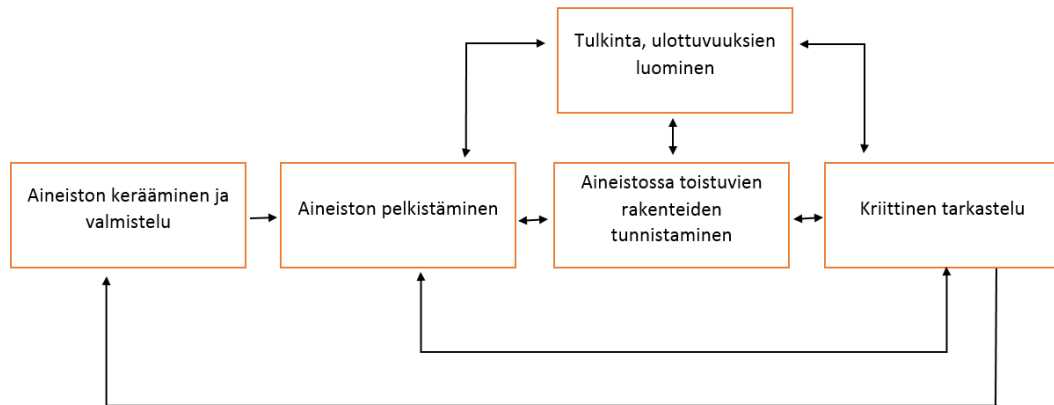 Tulkinta, ulottuvuuksien
luominen
Aineiston kerääminen ja
valmistelu
Aineiston pelkistäminen
Aineistossa toistuvien
rakenteiden
tunnistaminen
Kriittinen tarkastelu